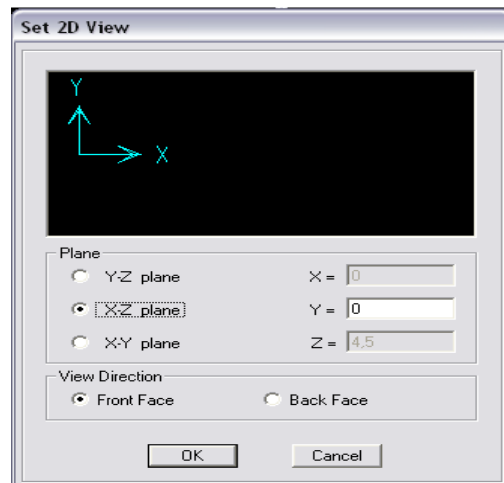 Set 2D View
Y
X
Plane
Y-Z plane X = 0
X-Z plane Y = 0
X-Y plane Z = 4,5
View Direction
Front Face Back Face
OK Cancel